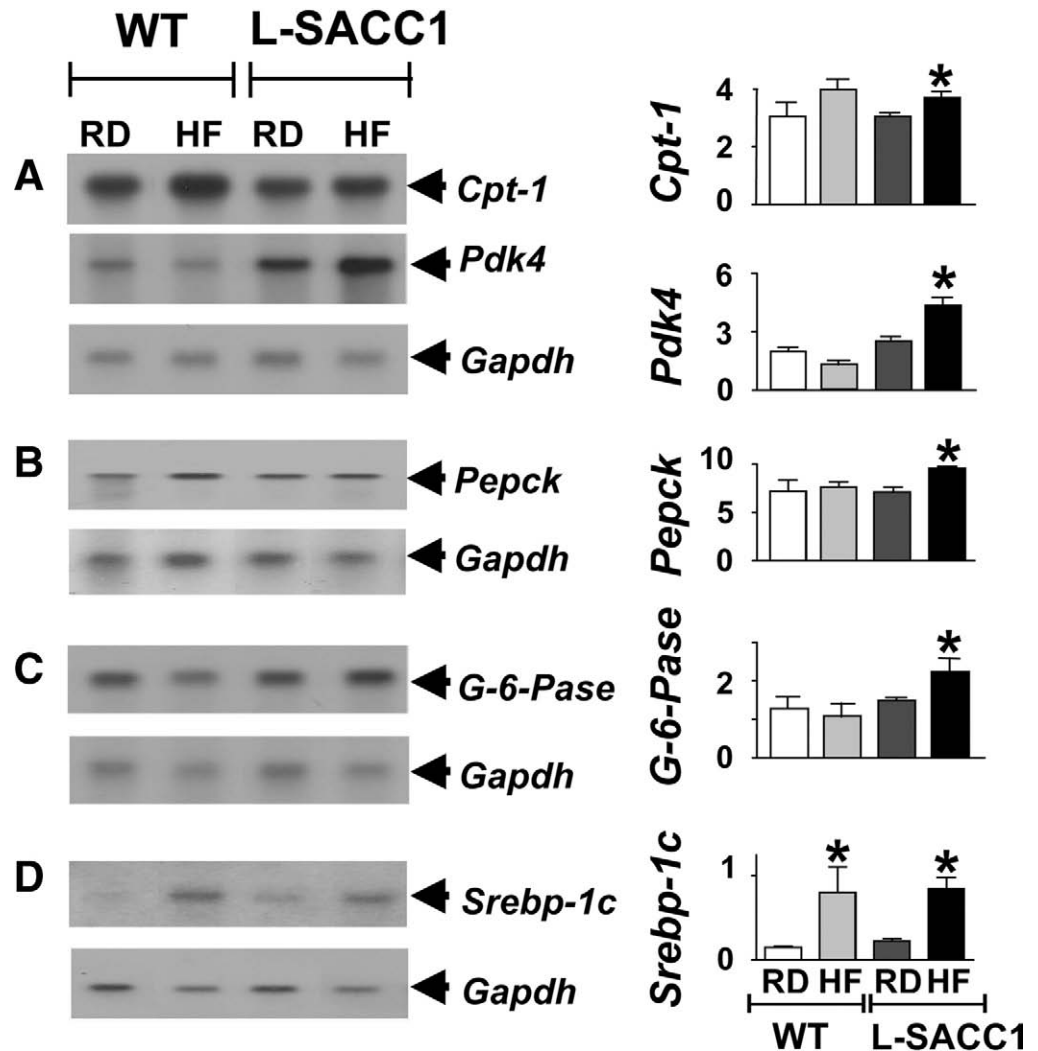 WT L-SACC1
RD HF RD HF
A
Cpt-1
Pdk4
Gapdh
B
Pepck
Gapdh
C
G-6-Pase
Gapdh
D
Srebp-1c
Gapdh
Cpt-1
4
2
0
*
Pdk4
6
3
0
*
Pepck
10
5
0
*
G-6-Pase
2
0
*
Srebp-1c
1
0
* *
RD HF RD HF
WT L-SACC1